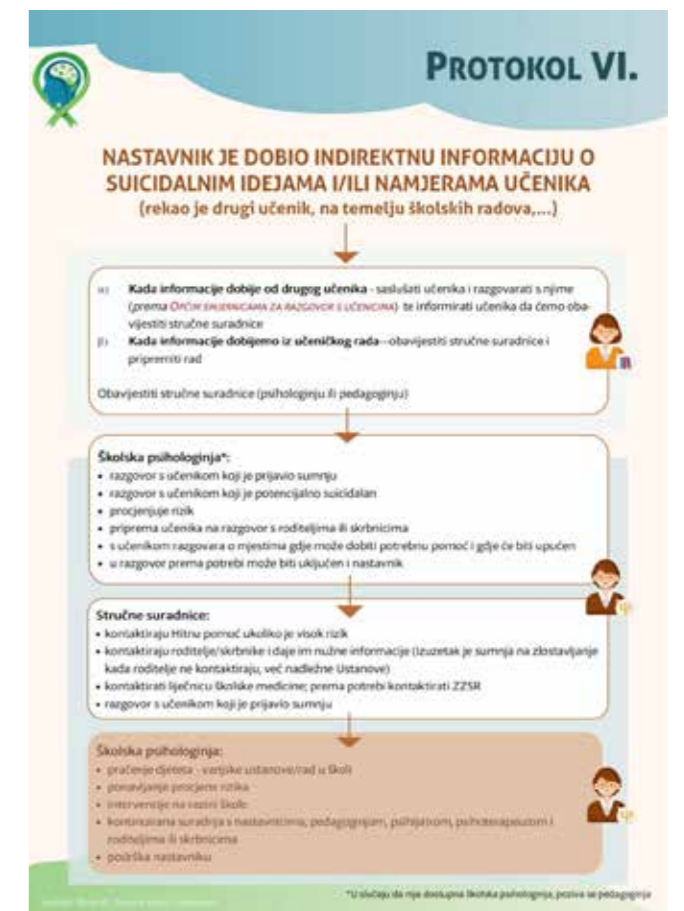 PROTOKOL VI.
NASTAVNIK JE DOBIO INDIREKTNU INFORMACIJU O
SUICIDALNIM IDEJAMA I/ILI NAMJERAMA UČENIKA
(rekao je drugi učenik, na temelju školskih radova,...)
Kada informacije dobije od drugog učenika - saslušati učenika i razgovarati s njime
(prema OPĆIM SMJERNICAMA ZA RAZGOVOR S UČENICIMA) te informirati učenika da ćemo oba-
vijestiti stručne suradnice
Kada informacije dobijemo iz učeničkog rada - obavijestiti stručne suradnice i
pripremiti rad
Obavijestiti stručne suradnice (psihologinju ili pedagoginju)
Školska psihologinja*:
• razgovor s učenikom koji je prijavio sumnju
• razgovor s učenikom koji je potencijalno suicidalan
• procjenjuje rizik
• priprema učenika na razgovor s roditeljima ili skrbnicima
• s učenikom razgovara o mjestima gdje može dobiti potrebnu pomoć i gdje će biti upućen
• u razgovor prema potrebi može biti uključen i nastavnik
Stručne suradnice:
• kontaktiraju Hitnu pomoć ukoliko je visok rizik
• kontaktiraju roditelje/skrbnike i daje im nužne informacije (izuzetak je sumnja na zlostavljanje
kada roditelje ne kontaktiraju, već nadležne Ustanove)
• kontaktirati liječnicu školske medicine; prema potrebi kontaktirati ZZSR
• razgovor s učenikom koji je prijavio sumnju
Školska psihologinja:
• praćenje djeteta - vanjske ustanove/rad u školi
• ponavljanje procjene rizika
• intervencije na razini škole
• kontinuirana suradnja s nastavnicima, pedagoginjom, psihijatrom, psihoterapeutom i
roditeljima ili skrbnicima
• podrška nastavniku
*U slučaju da nije dostupna školska psihologinja, poziva se pedagoginja